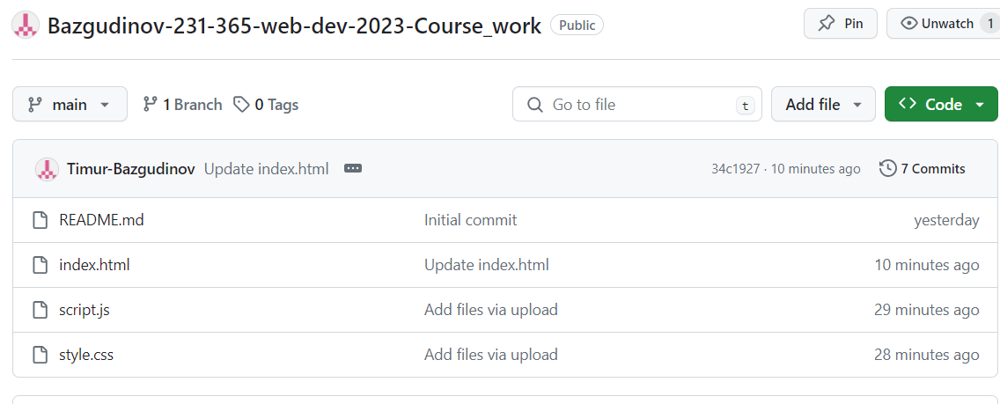 Bazgudinov-231-365-web-dev-2023-Course_work Public Pin Unwatch 1
main 1 Branch 0 Tags Go to file t Add file Code
Timur-Bazgudinov Update index.html 34c1927 · 10 minutes ago 7 Commits
README.md Initial commit yesterday
index.html Update index.html 10 minutes ago
script.js Add files via upload 29 minutes ago
style.css Add files via upload 28 minutes ago